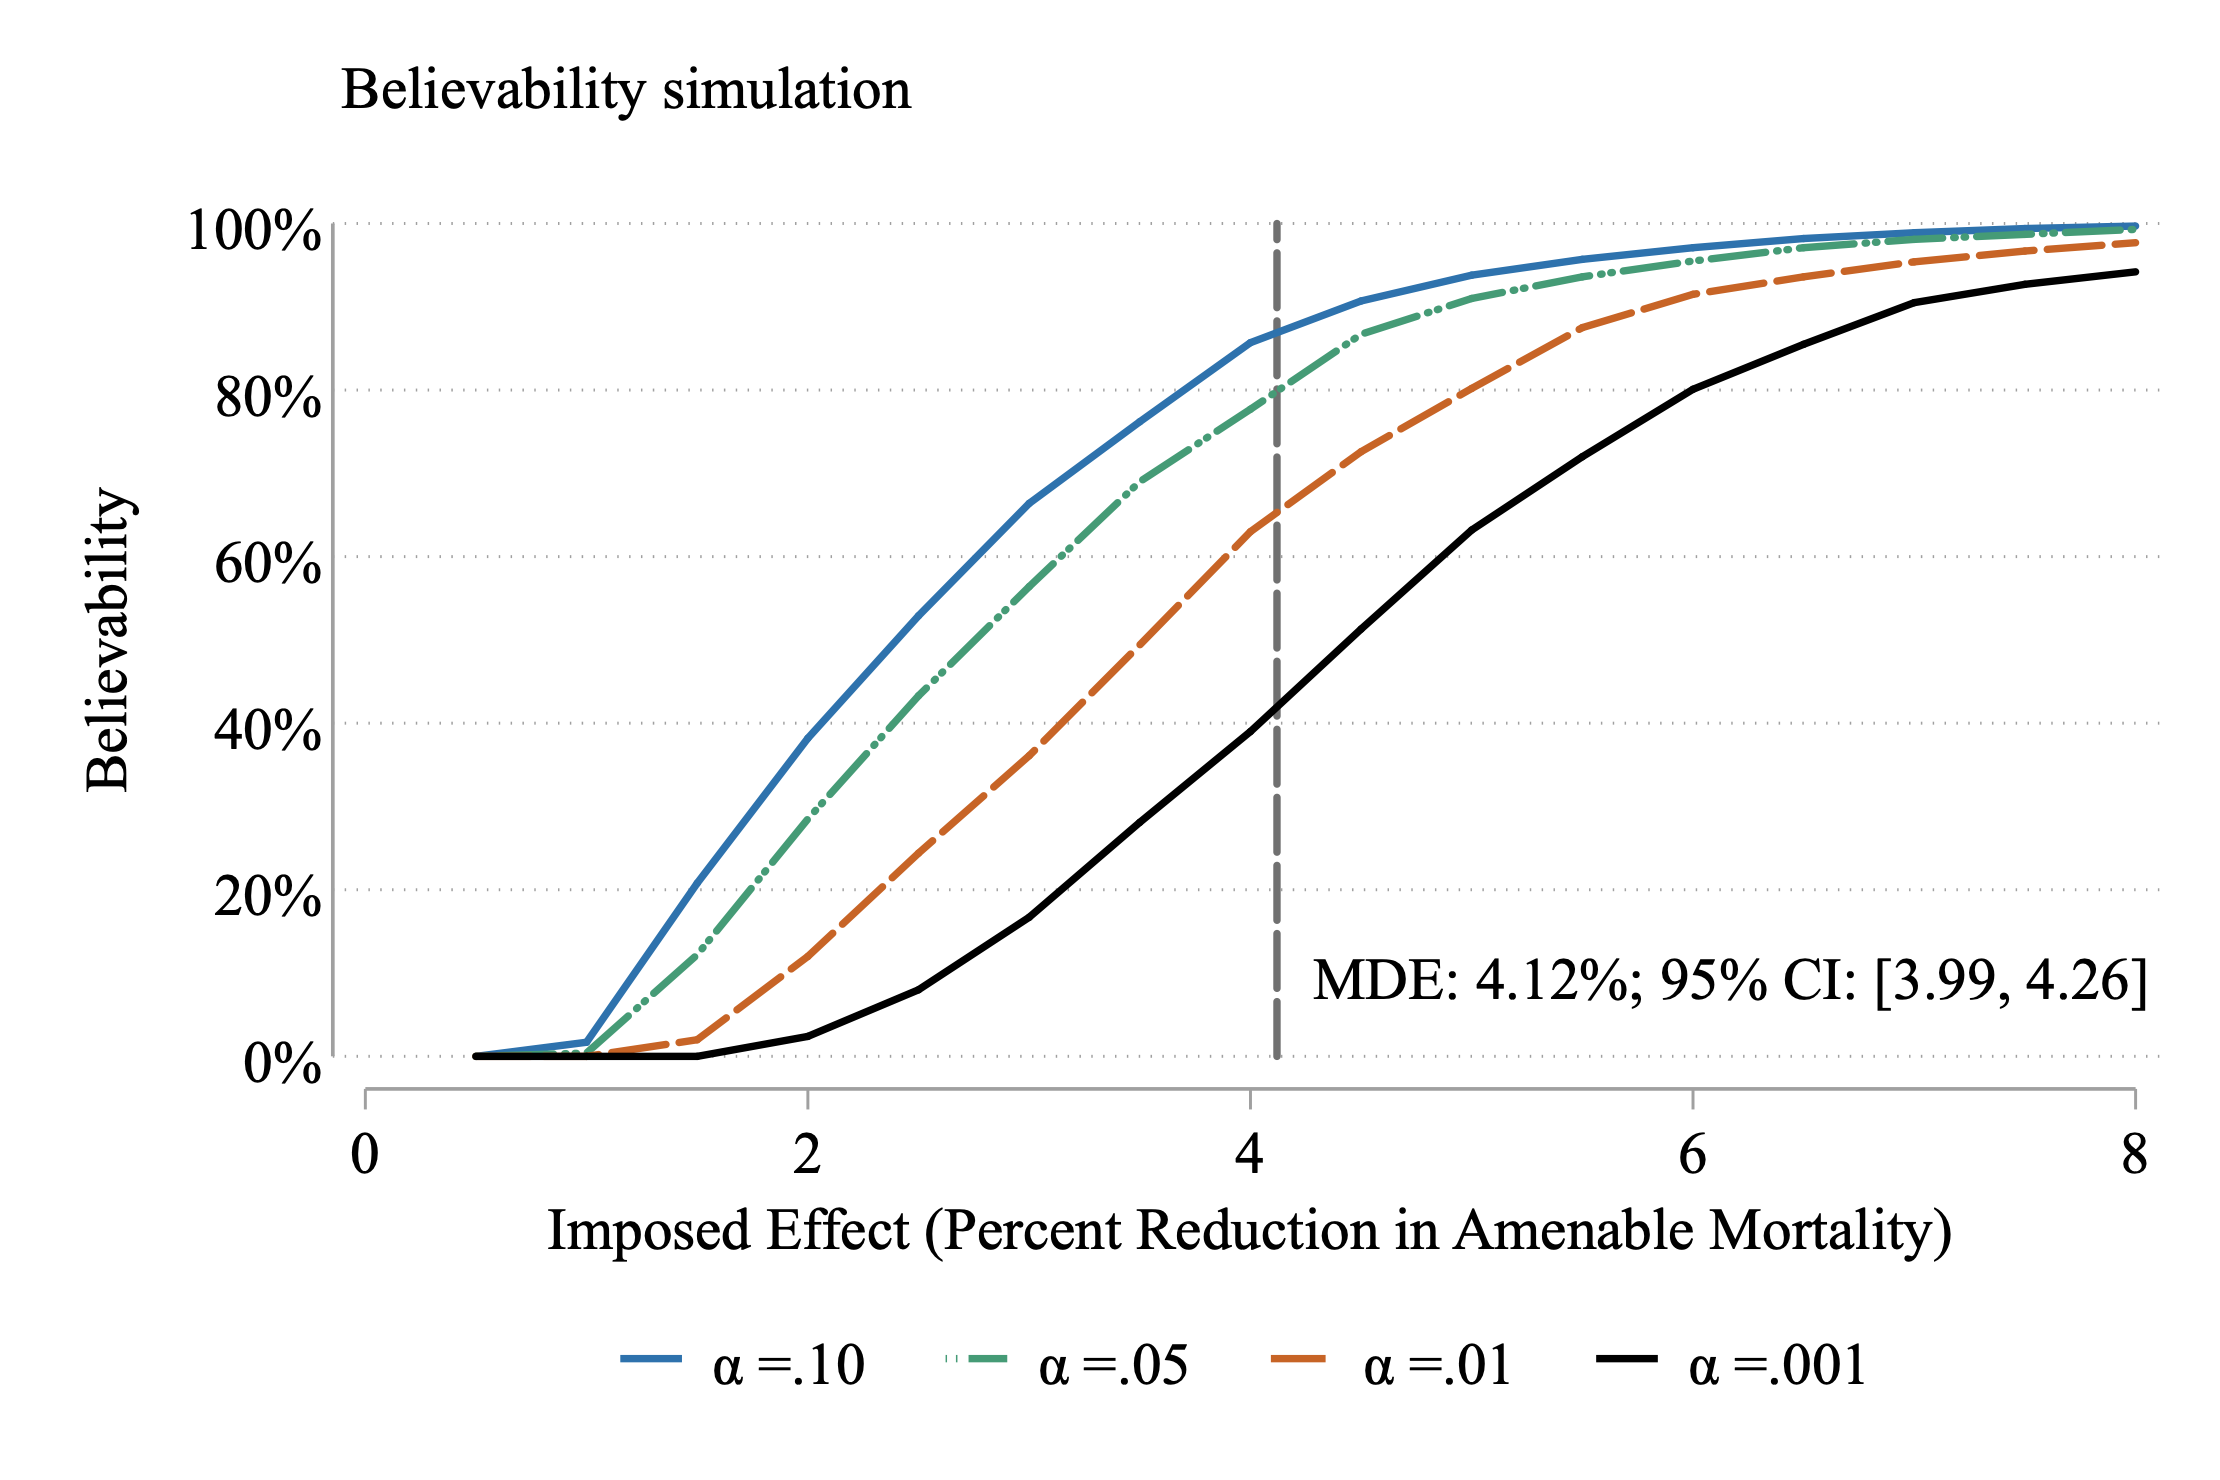 Believability simulation
100%
80%
60%
40%
20%
0%
Believability
MDE: 4.12%; 95% CI: [3.99, 4.26]
0 2 4 6 8
Imposed Effect (Percent Reduction in Amenable Mortality)
α =.10 α =.05 α =.01 α =.001